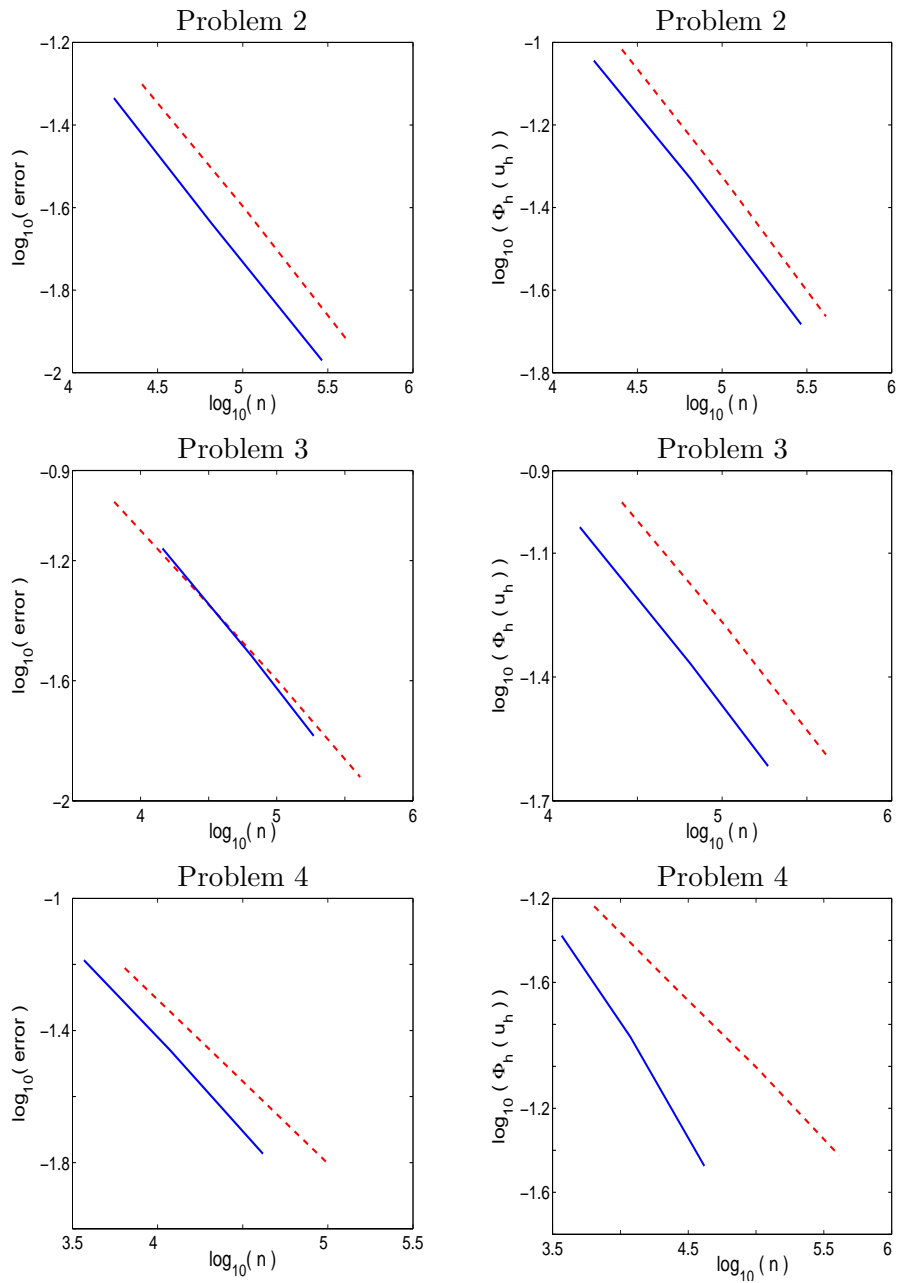 Problem 2
Problem 2
−1.2
−1.4
−1.6
−1.8
−2
4
4.5
5
5.5
6
log10( n )
log10( error )
−1
−1.2
−1.4
−1.6
−1.8
4
4.5
5
5.5
6
log10( n )
log10 ( Φh ( uh ))
Problem 3
Problem 3
−0.9
−1.2
−1.6
−2
4
5
6
log10( n )
log10( error )
−0.9
−1.1
−1.4
−1.7
4
5
6
log10( n )
log10 ( Φh ( uh ))
Problem 4
Problem 4
−1
−1.4
−1.8
3.5
4
5
5.5
log10( n )
log10( error )
−1.2
−1.6
−1.2
−1.6
3.5
4.5
5.5
6
log10( n )
log10 ( Φh ( uh ))